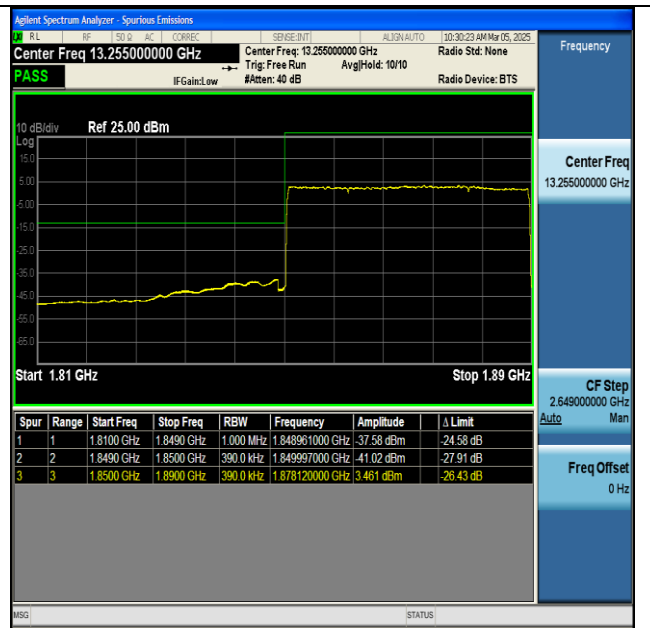 Agilent Spectrum Analyzer - Spurious Emissions
RL RF 50 Ω AC CORREC SENSE:INT ALIGN AUTO 10:30:23 AM Mar 05, 2025
Center Freq 13.255000000 GHz Center Freq: 13.255000000 GHz Radio Std: None
Trig: Free Run Avg|Hold: 10/10
PASS IFGain:Low #Atten: 40 dB Radio Device: BTS
10 dB/div Ref 25.00 dBm
Log
15.0
5.00
-5.00
-15.0
-25.0
-35.0
-45.0
-55.0
-65.0
Start 1.81 GHz Stop 1.89 GHz
Spur Range Start Freq Stop Freq RBW Frequency Amplitude Δ Limit
1 1 1.8100 GHz 1.8490 GHz 1.000 MHz 1.848961000 GHz -37.58 dBm -24.58 dB
2 2 1.8490 GHz 1.8500 GHz 390.0 kHz 1.849997000 GHz -41.02 dBm -27.91 dB
3 3 1.8500 GHz 1.8900 GHz 390.0 kHz 1.878120000 GHz 3.461 dBm -26.43 dB
MSG STATUS
Frequency
Center Freq
13.255000000 GHz
CF Step
2.649000000 GHz
Auto Man
Freq Offset
0 Hz